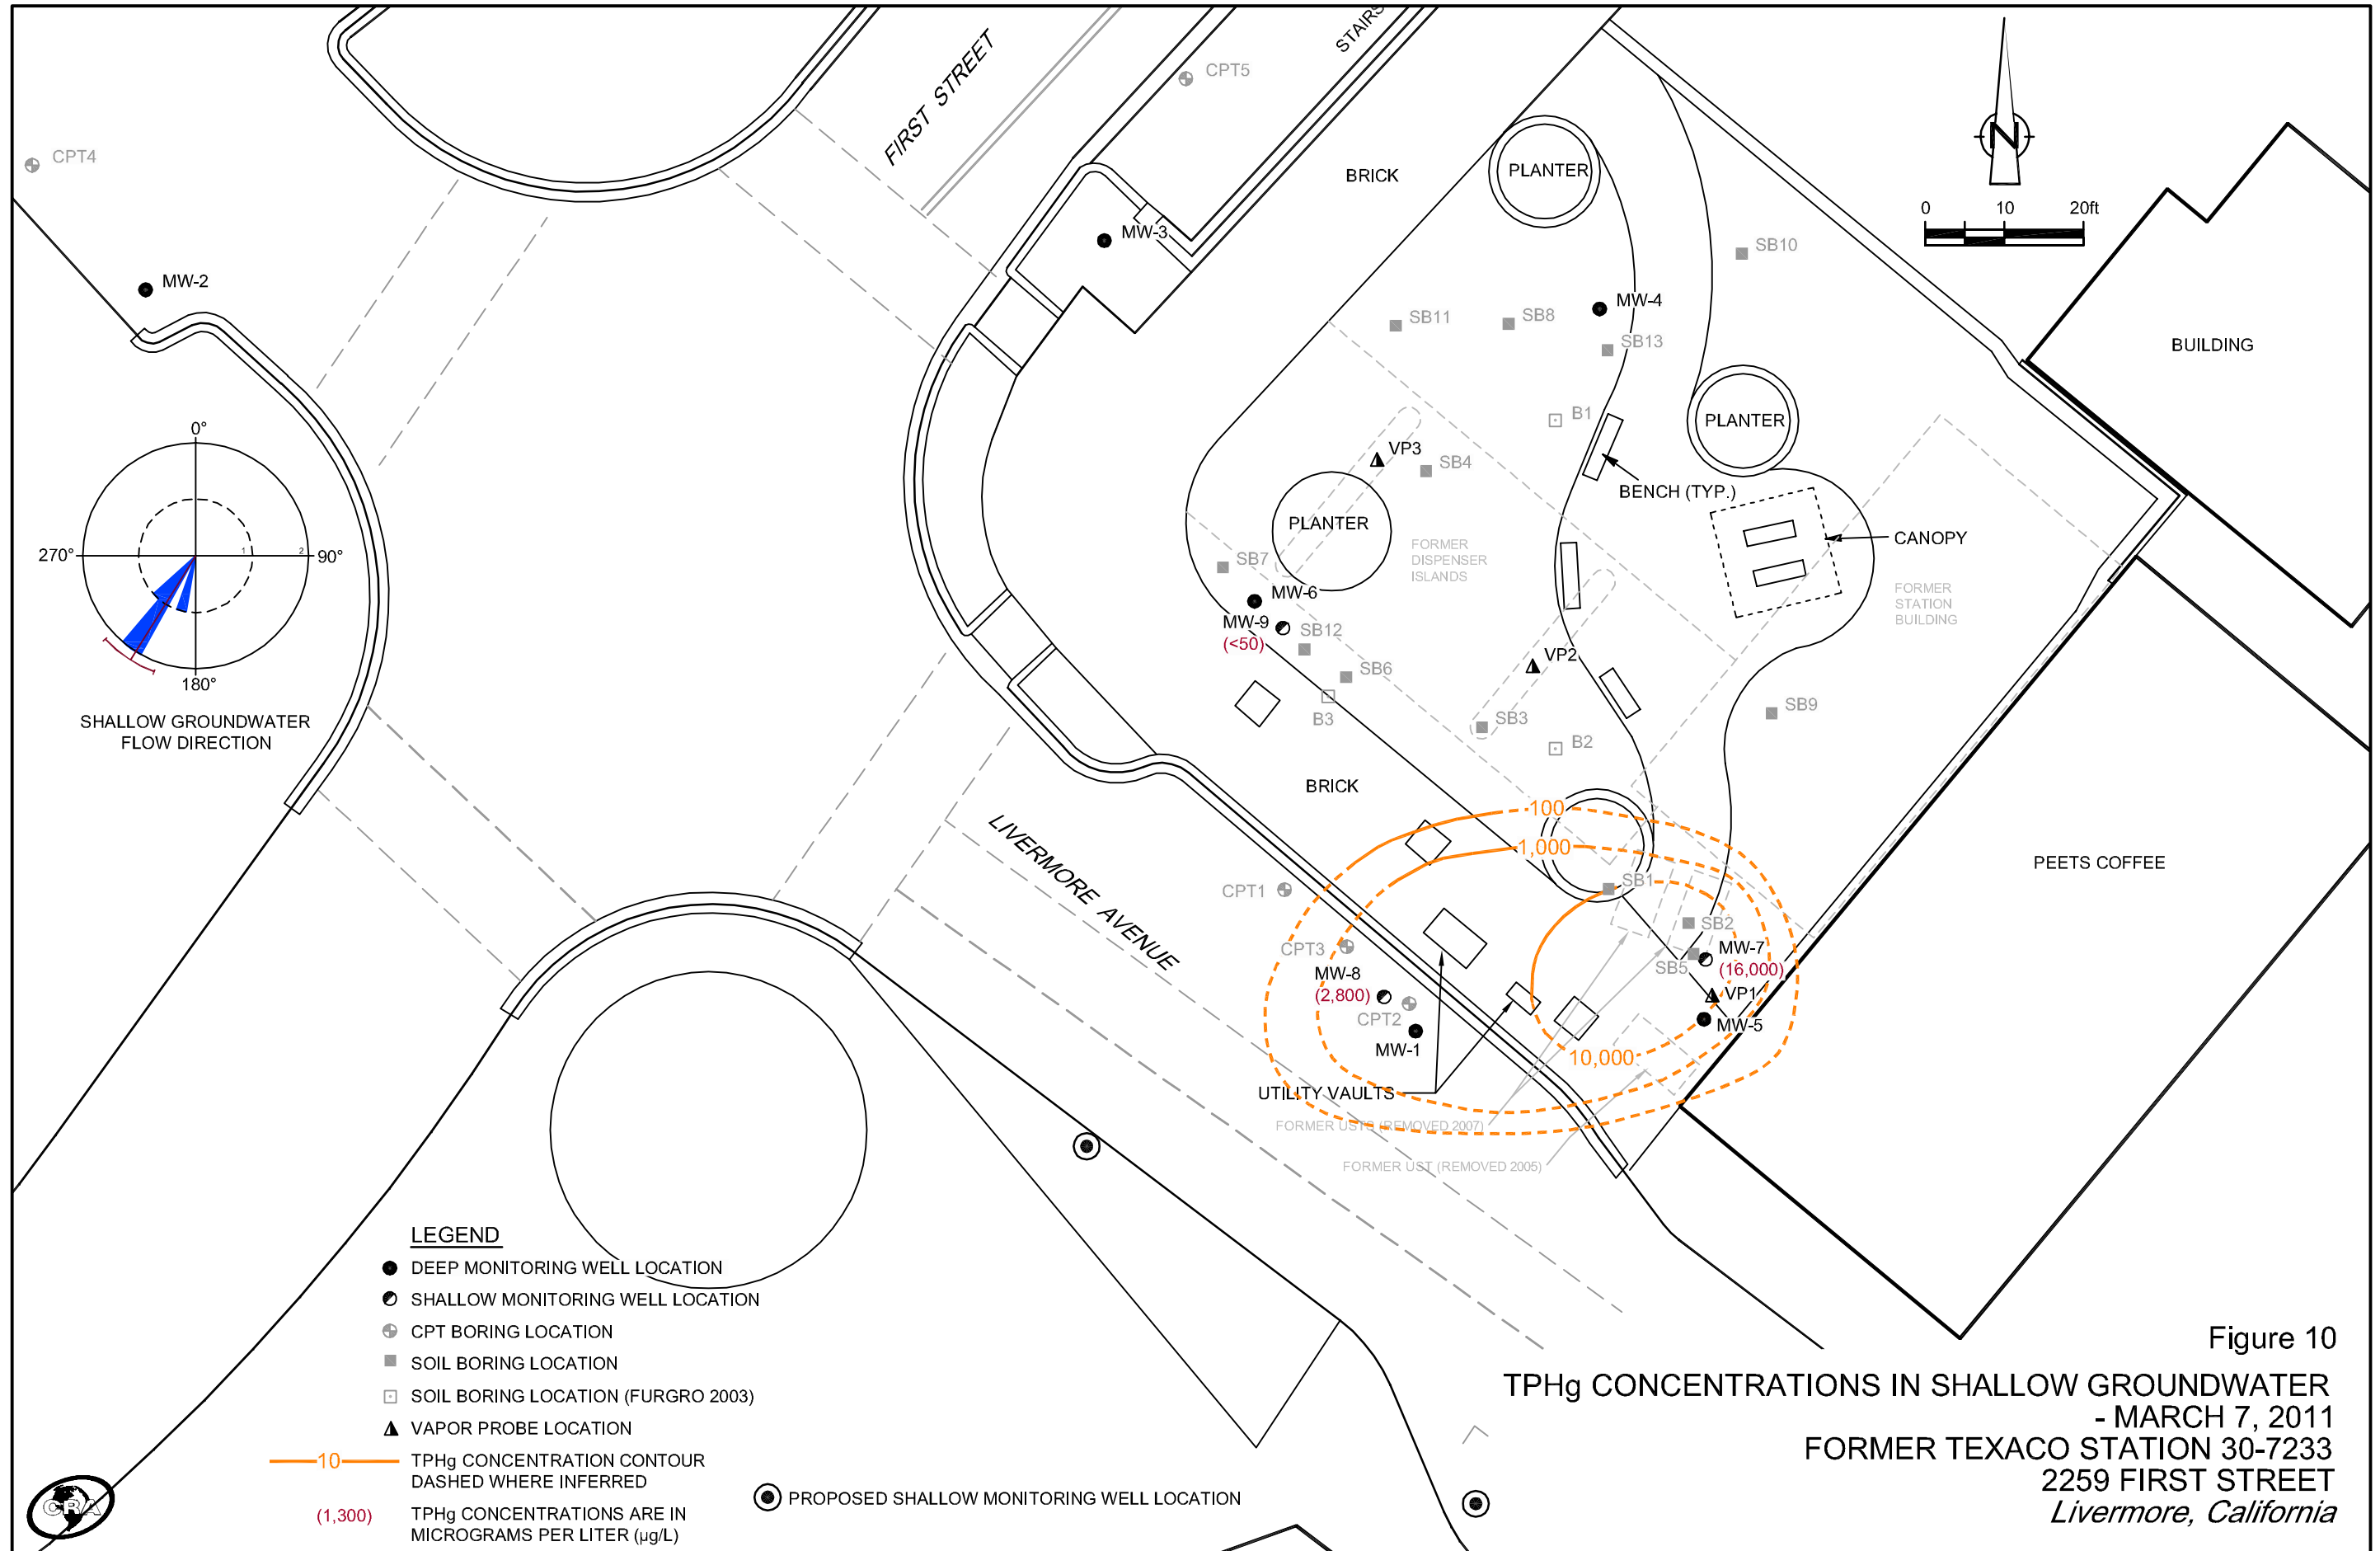 STAIRS
FIRST STREET
CPT5
CPT4
BRICK
PLANTER
N
0 10 20ft
MW-3
MW-2
SB10
BUILDING
MW-4
SB11
SB8
SB13
B1
PLANTER
0°
270°
90°
180°
1
2
SHALLOW GROUNDWATER
FLOW DIRECTION
VP3
SB4
BENCH (TYP.)
PLANTER
FORMER
DISPENSER
ISLANDS
CANOPY
SB7
MW-6
MW-9
(<50)
SB12
FORMER
STATION
BUILDING
VP2
SB6
B3
SB3
B2
SB9
BRICK
100
1,000
LIVERMORE AVENUE
PEETS COFFEE
CPT1
SB1
SB2
CPT3
MW-7
(16,000)
SB5
MW-8
(2,800)
VP1
CPT2
MW-5
MW-1
10,000
UTILITY VAULTS
FORMER USTS (REMOVED 2007)
FORMER UST (REMOVED 2005)
LEGEND
DEEP MONITORING WELL LOCATION
SHALLOW MONITORING WELL LOCATION
CPT BORING LOCATION
SOIL BORING LOCATION
SOIL BORING LOCATION (FURGRO 2003)
VAPOR PROBE LOCATION
10 TPHg CONCENTRATION CONTOUR
DASHED WHERE INFERRED
(1,300) TPHg CONCENTRATIONS ARE IN
MICROGRAMS PER LITER (µg/L)
PROPOSED SHALLOW MONITORING WELL LOCATION
CRA
Figure 10
TPHg CONCENTRATIONS IN SHALLOW GROUNDWATER
- MARCH 7, 2011
FORMER TEXACO STATION 30-7233
2259 FIRST STREET
Livermore, California